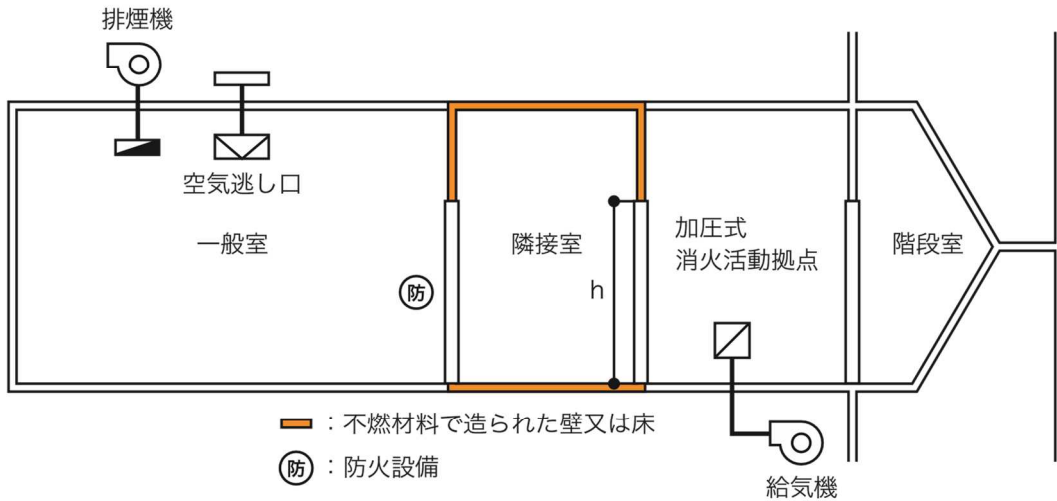 排煙機
空気逃し口
一般室
隣接室
加圧式
消火活動拠点
階段室
防
h
：不燃材料で造られた壁又は床
防：防火設備
給気機